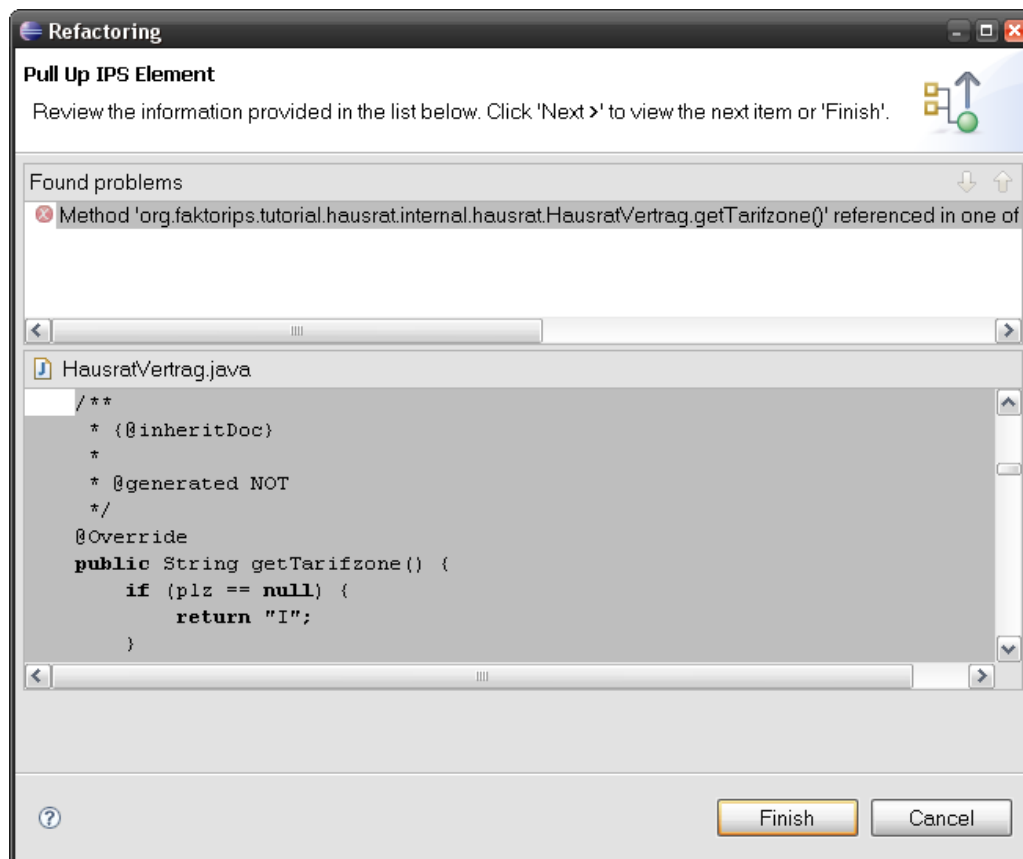 Refactoring
Pull Up IPS Element
Review the information provided in the list below. Click 'Next >' to view the next item or 'Finish'.
Found problems
Method 'org.faktorips.tutorial.hausrat.internal.hausrat.HausratVertrag.getTarifzone()' referenced in one of
HausratVertrag.java
/**
* {@inheritDoc}
*
* @generated NOT
*/
@Override
public String getTarifzone() {
if (plz == null) {
return "I";
}
Finish Cancel